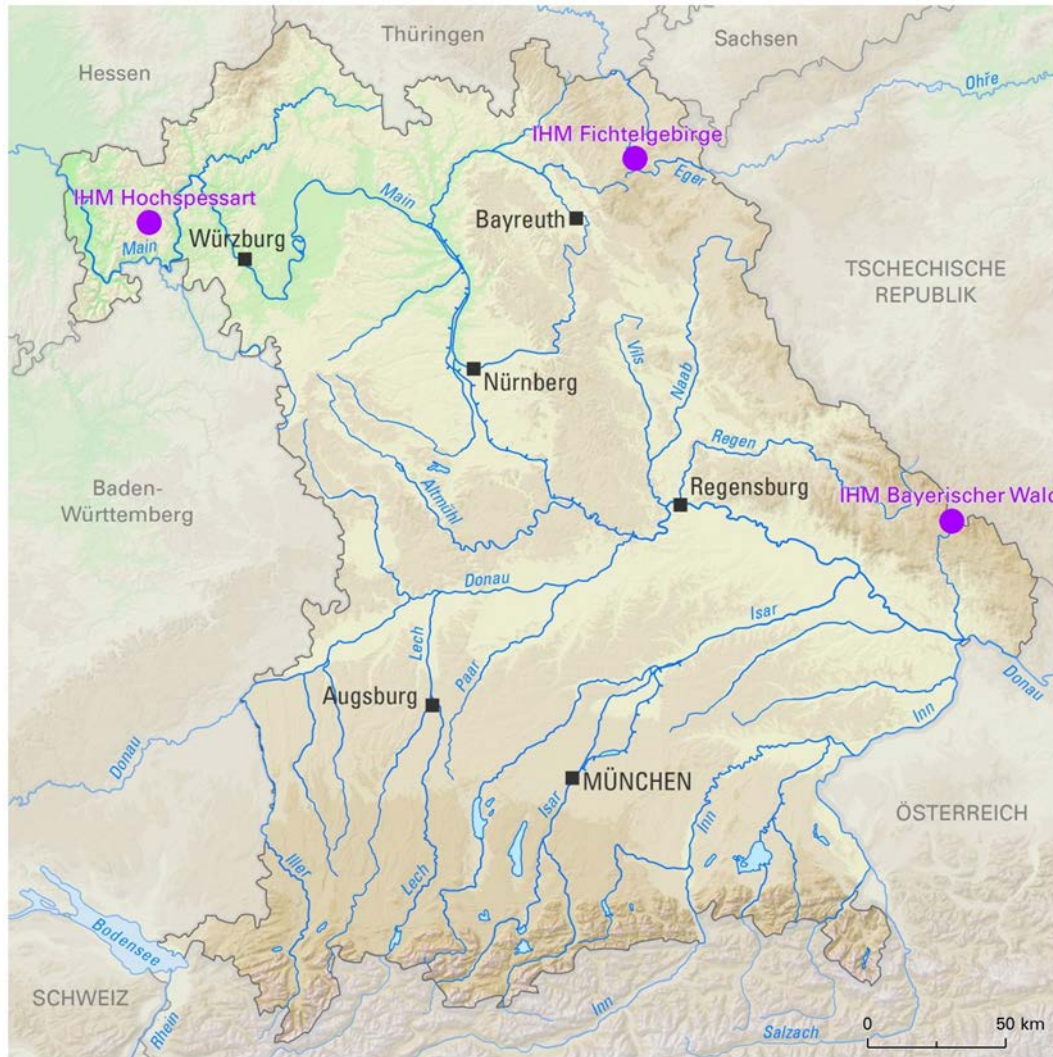 Thüringen
Sachsen
Hessen
Ohře
IHM Fichtelgebirge
Eger
IHM Hochspessart
Main
Bayreuth
Main
Würzburg
TSCHECHISCHE
REPUBLIK
Vils
Naab
Nürnberg
Regen
Baden-
Württemberg
Altmühl
Regensburg
IHM Bayerischer Wald
Donau
Isar
Lech
Paar
Donau
Augsburg
Inn
Donau
MÜNCHEN
Isar
Inn
ÖSTERREICH
Iller
Lech
Bodensee
SCHWEIZ
Rhein
Inn
Salzach
0 50 km